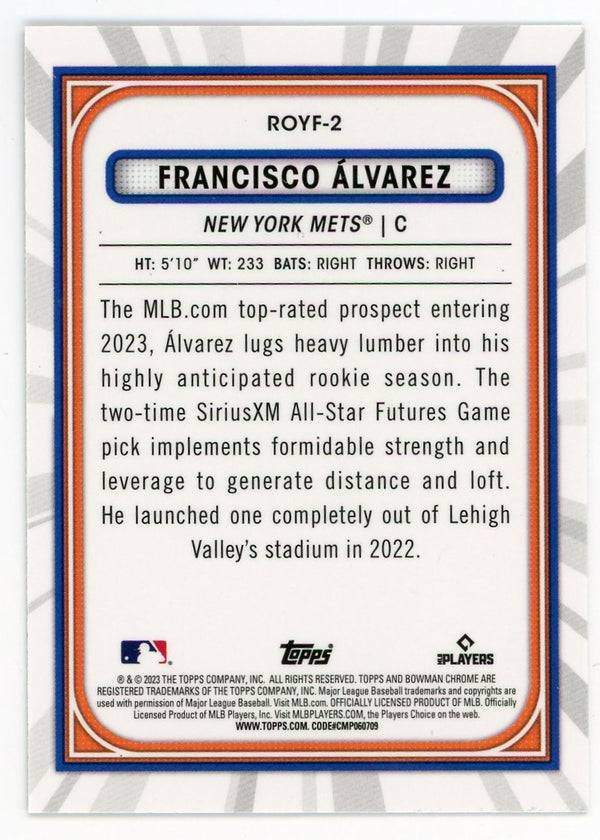 ROYF-2
FRANCISCO ÁLVAREZ
NEW YORK METS® | C
HT: 5'10" WT: 233 BATS: RIGHT THROWS: RIGHT
The MLB.com top-rated prospect entering
2023, Álvarez lugs heavy lumber into his
highly anticipated rookie season. The
two-time SiriusXM All-Star Futures Game
pick implements formidable strength and
leverage to generate distance and loft.
He launched one completely out of Lehigh
Valley's stadium in 2022.
TOPPS® MLB PLAYERS
® & © 2023 THE TOPPS COMPANY, INC. ALL RIGHTS RESERVED. TOPPS AND BOWMAN CHROME ARE
REGISTERED TRADEMARKS OF THE TOPPS COMPANY, INC. Major League Baseball trademarks and copyrights are
used with permission of Major League Baseball. Visit MLB.com. OFFICIALLY LICENSED PRODUCT OF MLB. Officially
Licensed Product of MLB Players, Inc. Visit MLBPLAYERS.COM, the Players Choice on the web.
WWW.TOPPS.COM. CODE#CMP060709